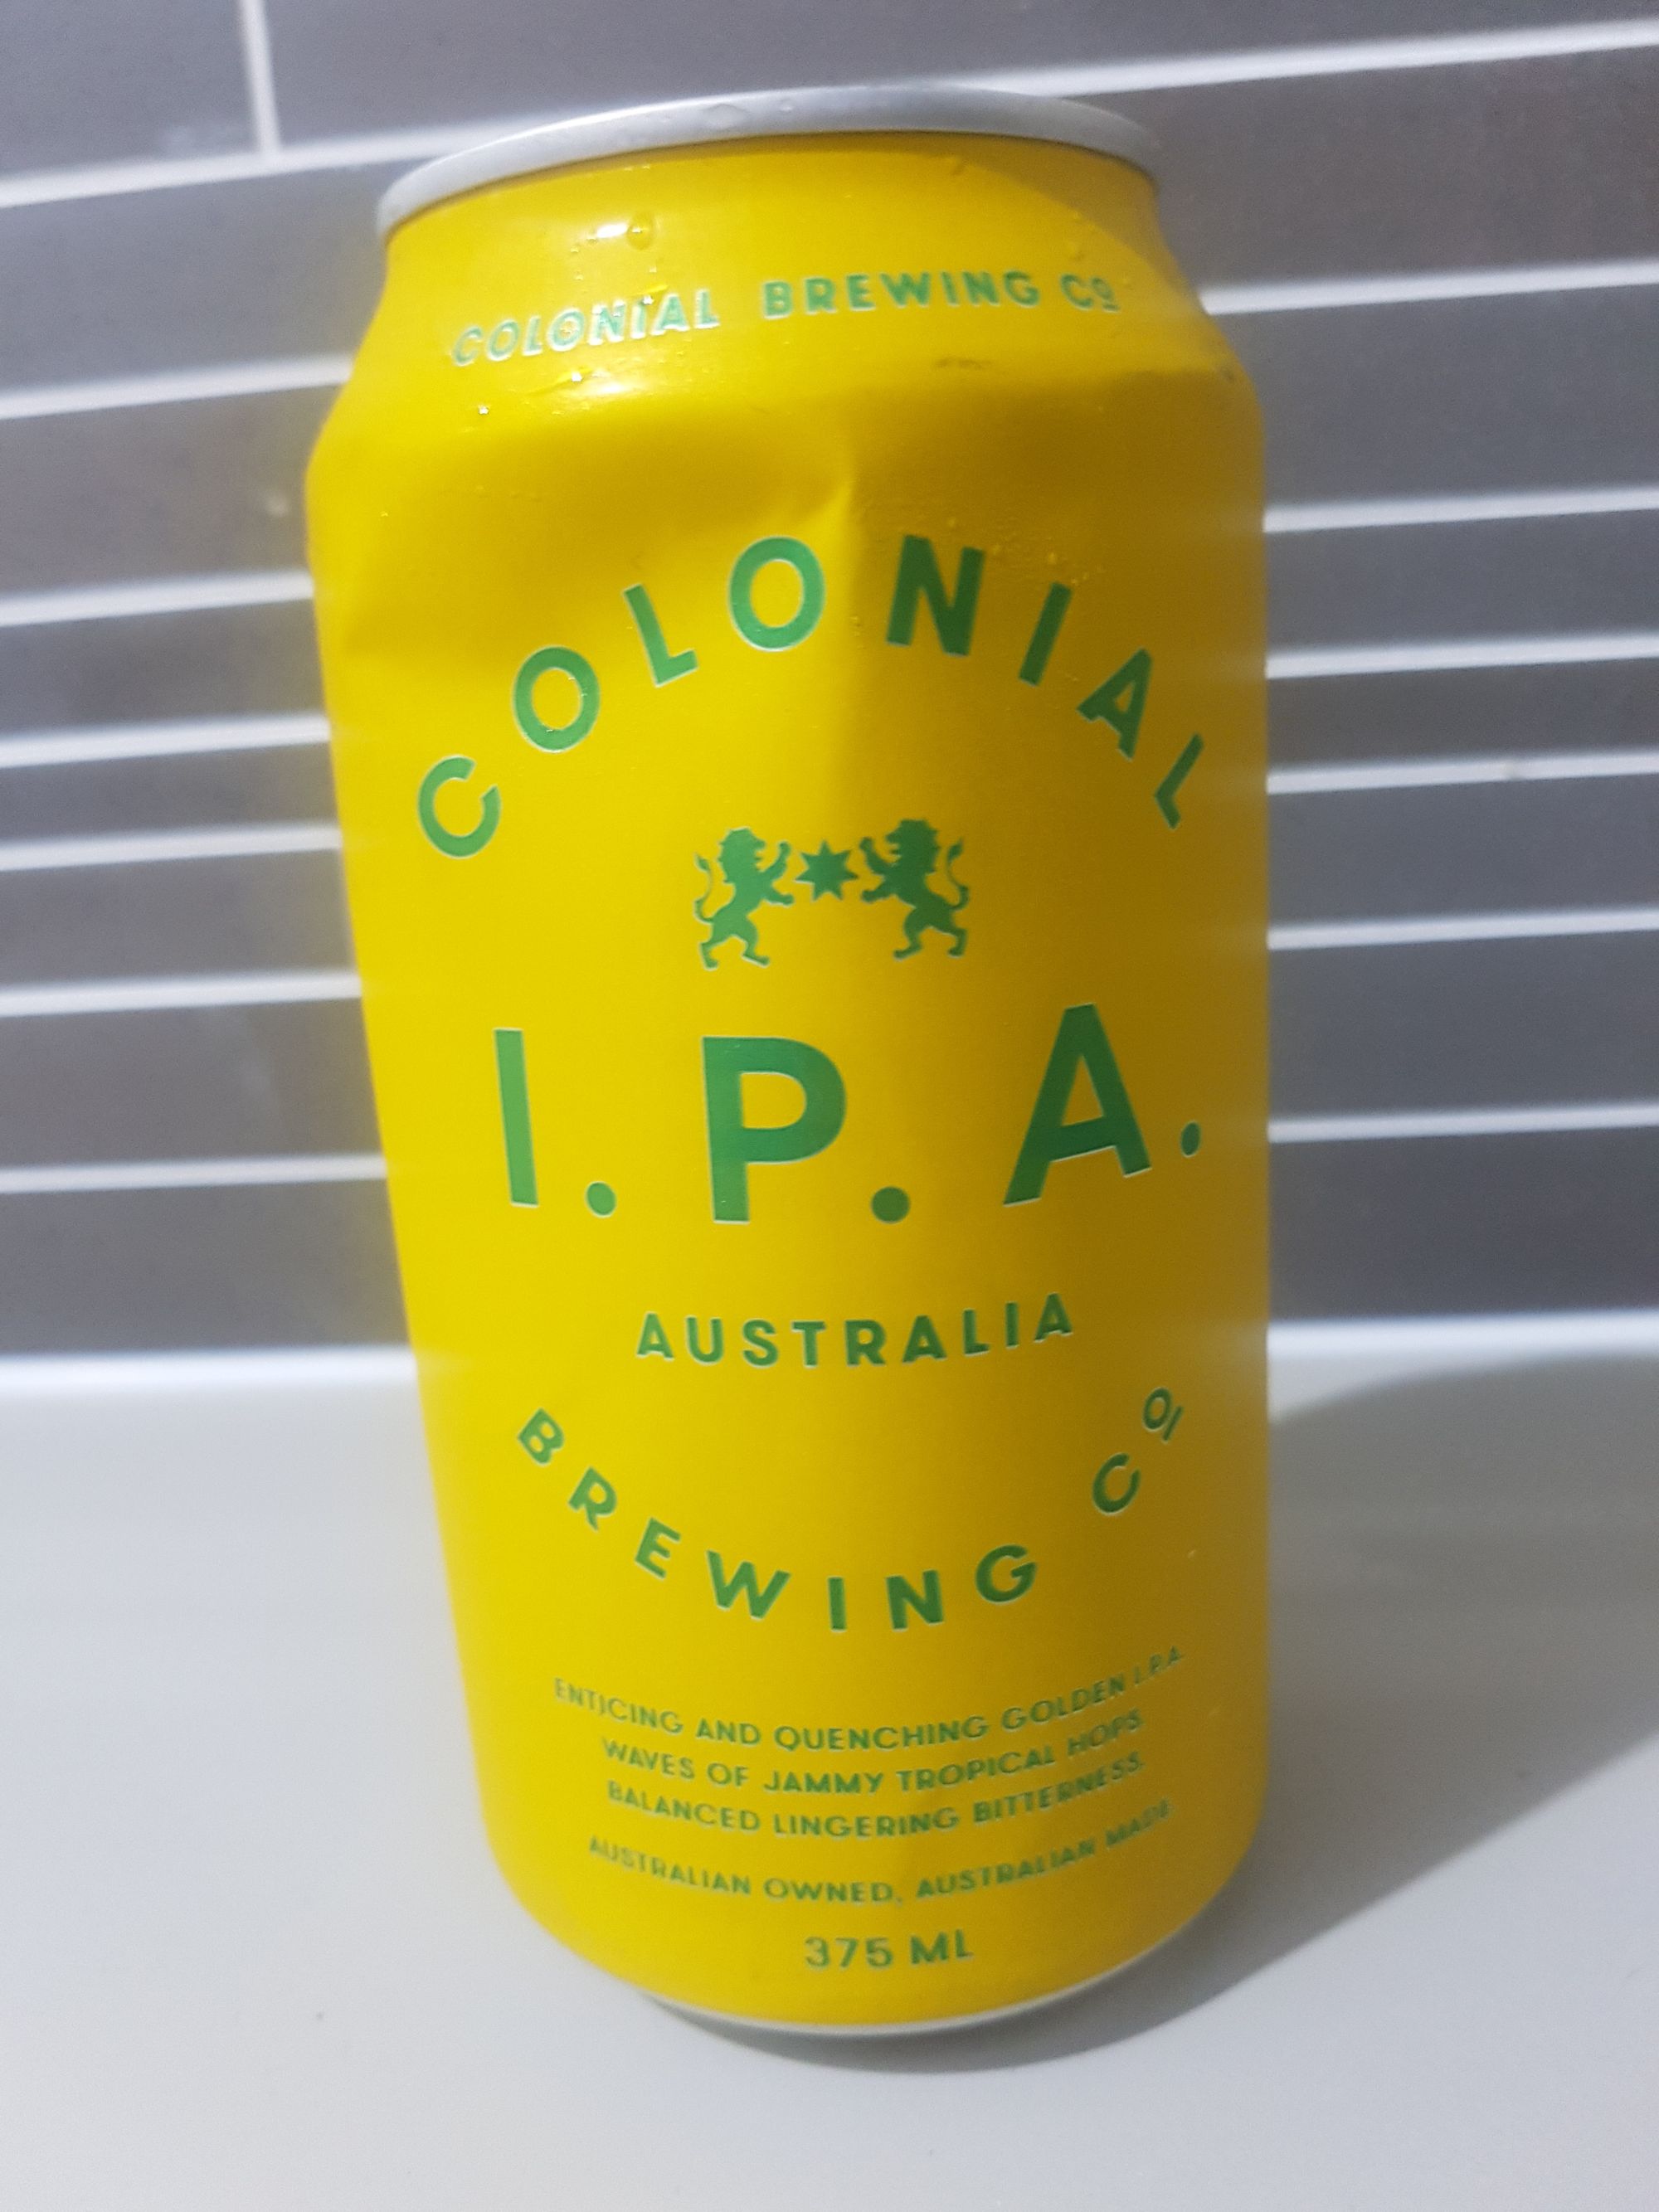 COLONIAL BREWING Cº
COLONIAL
I.P.A.
AUSTRALIA
BREWING Cº
ENTICING AND QUENCHING GOLDEN I.P.A.
WAVES OF JAMMY TROPICAL HOPS.
BALANCED LINGERING BITTERNESS.
AUSTRALIAN OWNED, AUSTRALIAN MADE
375 ML